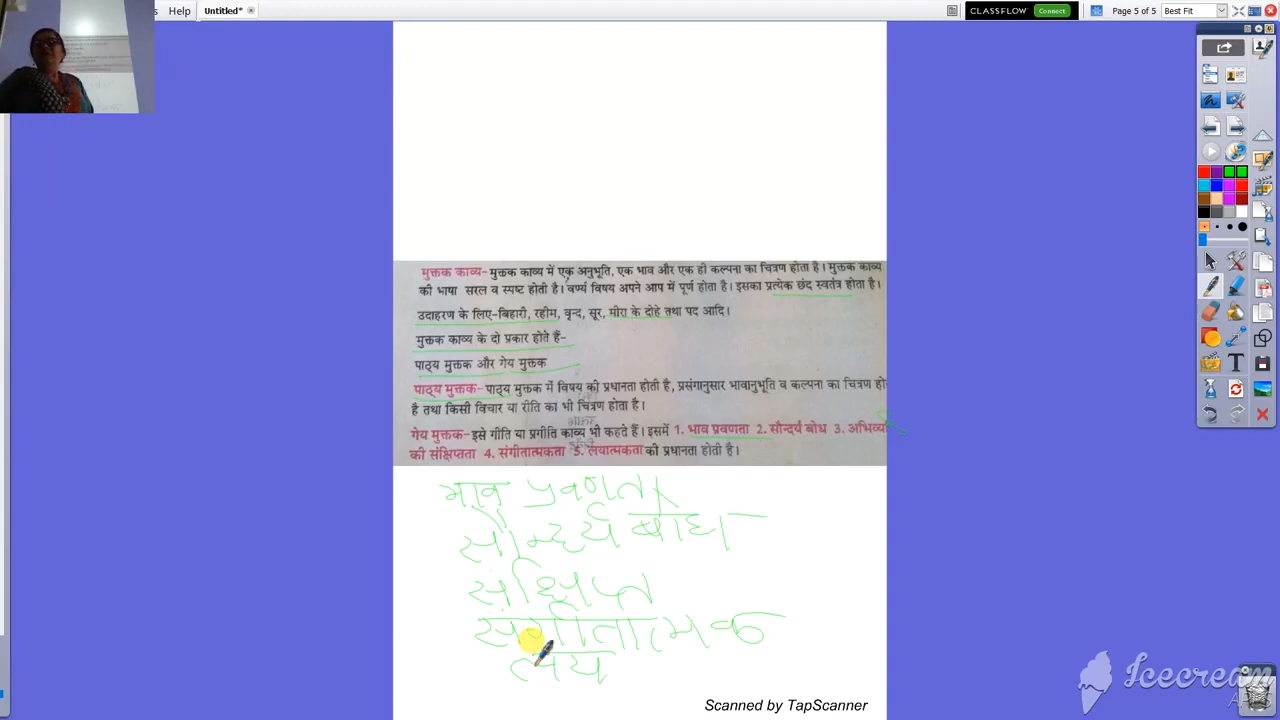 s Help Untitled* CLASSFLOW Connect Page 5 of 5 Best Fit
मुक्तक काव्य- मुक्तक काव्य में एक अनुभूति, एक भाव और एक ही कल्पना का चित्रण होता है। मुक्तक काव्य
की भाषा सरल व स्पष्ट होती है। वर्ण्य विषय अपने आप में पूर्ण होता है। इसका प्रत्येक छंद स्वतंत्र होता है।
उदाहरण के लिए-बिहारी, रहीम, वृन्द, सूर, मीरा के दोहे तथा पद आदि।
मुक्तक काव्य के दो प्रकार होते हैं-
पाठ्य मुक्तक और गेय मुक्तक
पाठ्य मुक्तक- पाठ्य मुक्तक में विषय की प्रधानता होती है, प्रसंगानुसार भावानुभूति व कल्पना का चित्रण हो
है तथा किसी विचार या रीति का भी चित्रण होता है।
गेय मुक्तक-इसे गीति या प्रगीति काव्य भी कहते हैं। इसमें 1. भाव प्रवणता 2. सौन्दर्य बोध 3. अभिव्य
की संक्षिप्तता 4. संगीतात्मकता 5. लयात्मकता की प्रधानता होती है।
भाव प्रवणता
सौन्दर्य बोध
संक्षिप्त
संगीतात्मक
लय
Scanned by TapScanner
Icecream
APPS